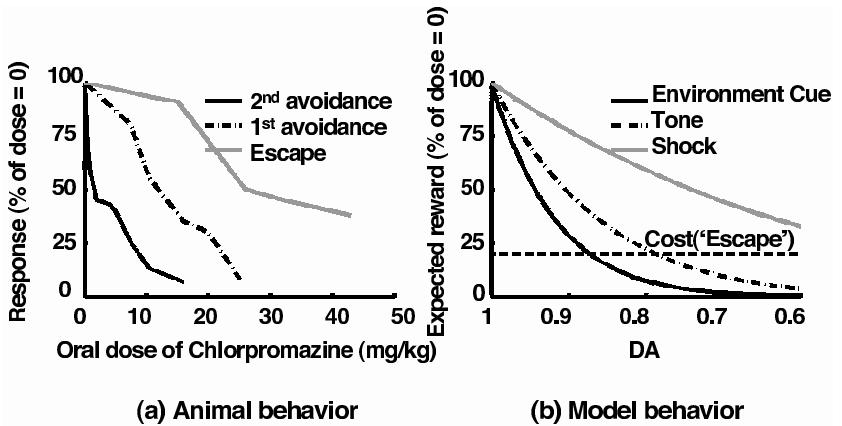 Response (% of dose = 0)
100
75
50
25
0
2nd avoidance
1st avoidance
Escape
0 10 20 30 40 50
Oral dose of Chlorpromazine (mg/kg)
(a) Animal behavior
Expected reward (% of dose = 0)
100
75
50
25
0
Environment Cue
Tone
Shock
Cost('Escape')
1 0.9 0.8 0.7 0.6
DA
(b) Model behavior